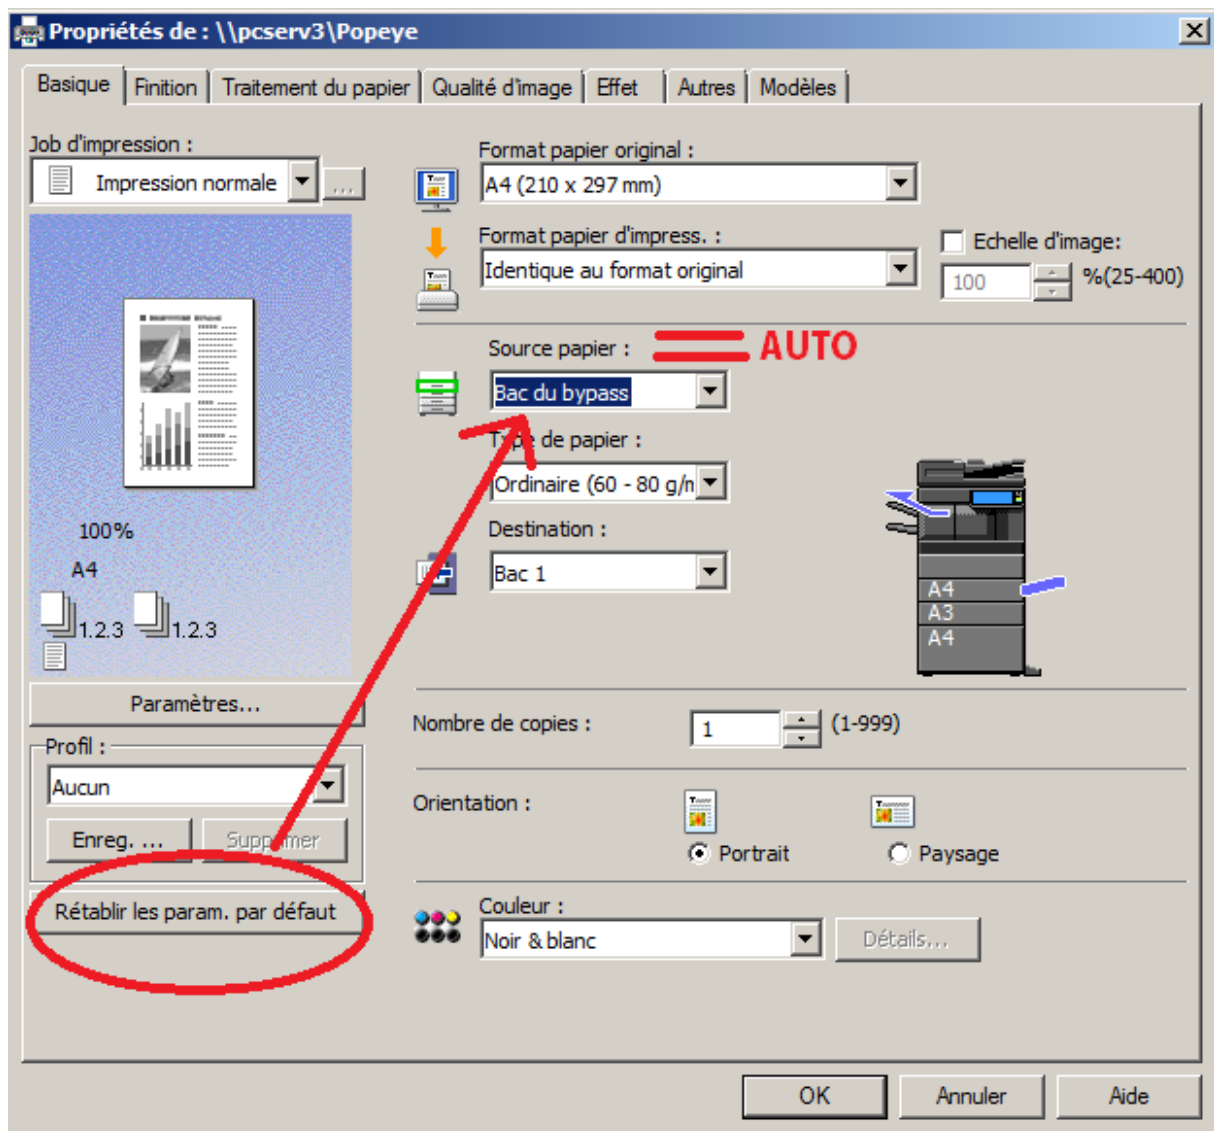 Propriétés de : \\pcserv3\Popeye
Basique Finition Traitement du papier Qualité d'image Effet Autres Modèles
Job d'impression :
Impression normale ...
100%
A4
1.2.3 1.2.3
Paramètres...
Profil :
Aucun
Enreg. ... Supprimer
Rétablir les param. par défaut
Format papier original :
A4 (210 x 297 mm)
Format papier d'impress. :
Identique au format original
Echelle d'image:
100 %(25-400)
Source papier : AUTO
Bac du bypass
Type de papier :
Ordinaire (60 - 80 g/n
Destination :
Bac 1
A4
A3
A4
Nombre de copies : 1 (1-999)
Orientation :
Portrait Paysage
Couleur :
Noir & blanc Détails...
OK Annuler Aide